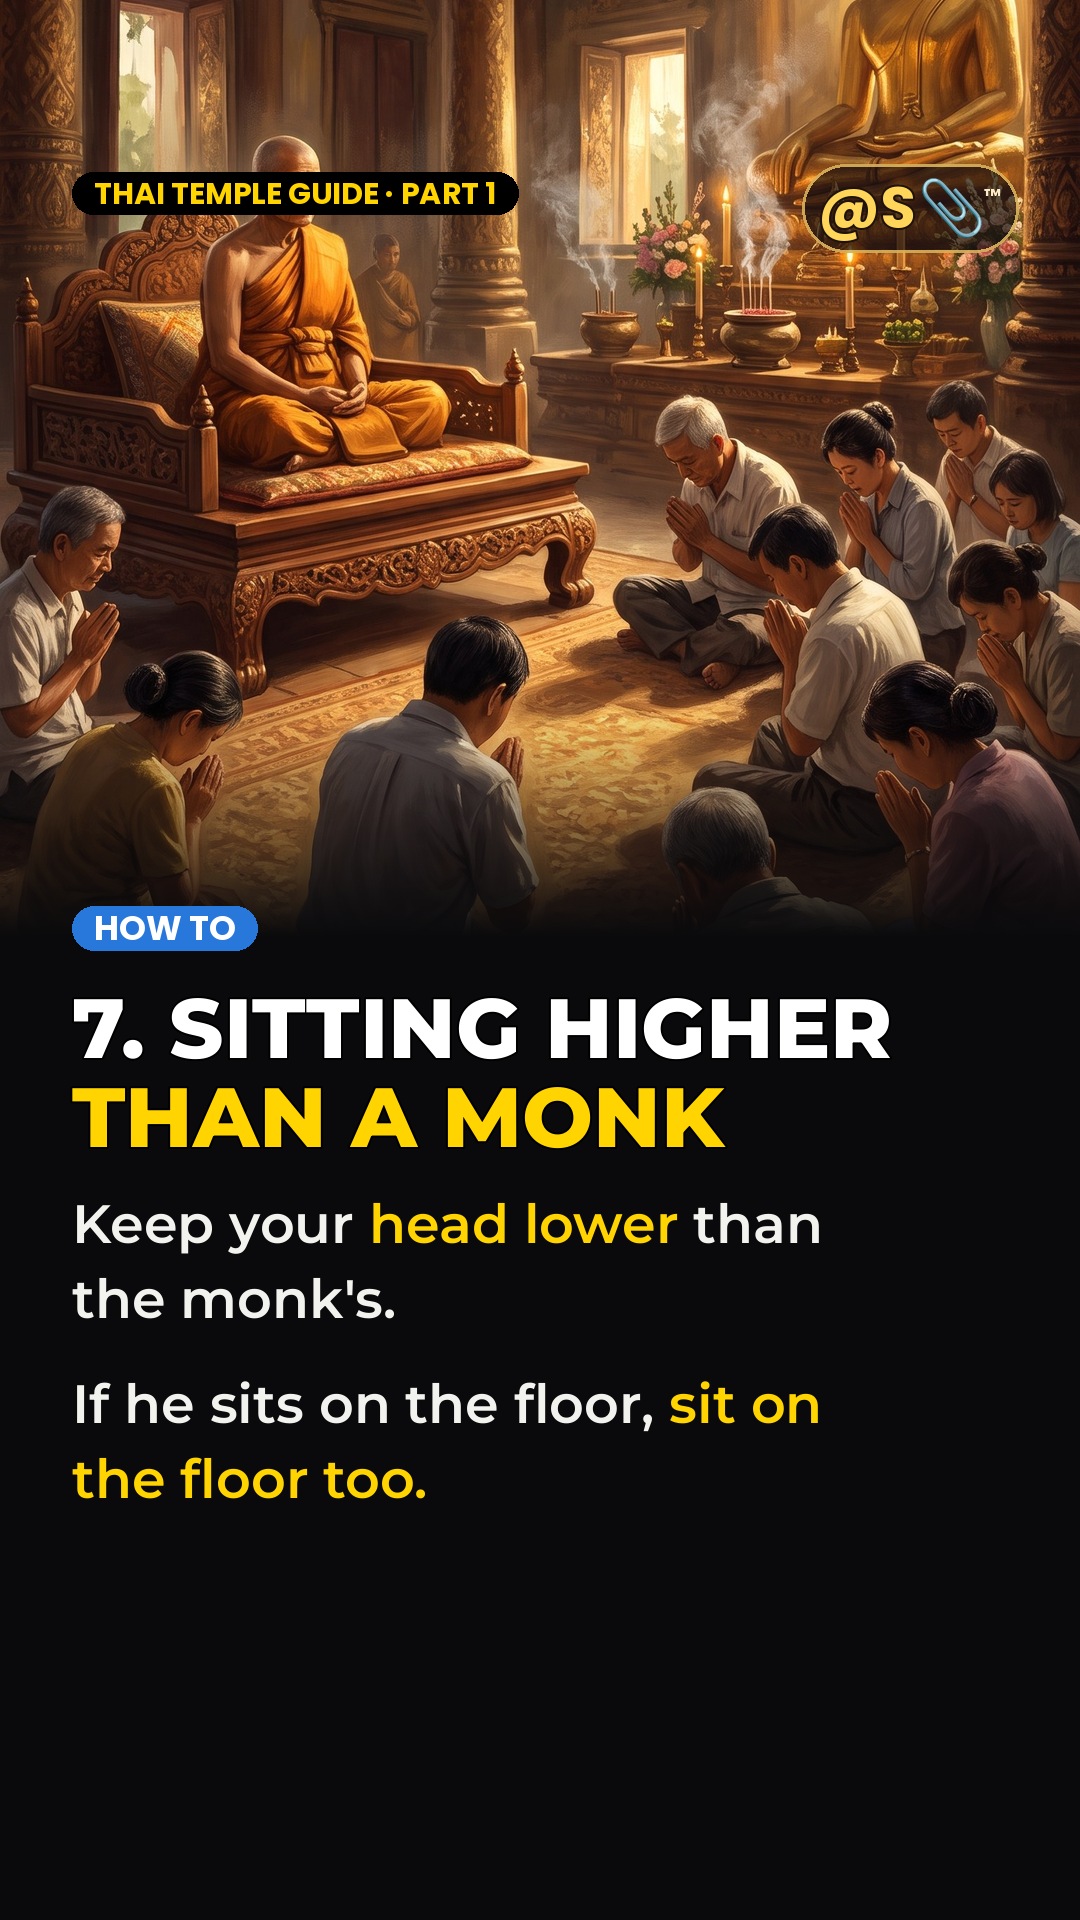 THAI TEMPLE GUIDE · PART 1
@S📎™
HOW TO
7. SITTING HIGHER
THAN A MONK
Keep your head lower than
the monk's.
If he sits on the floor, sit on
the floor too.